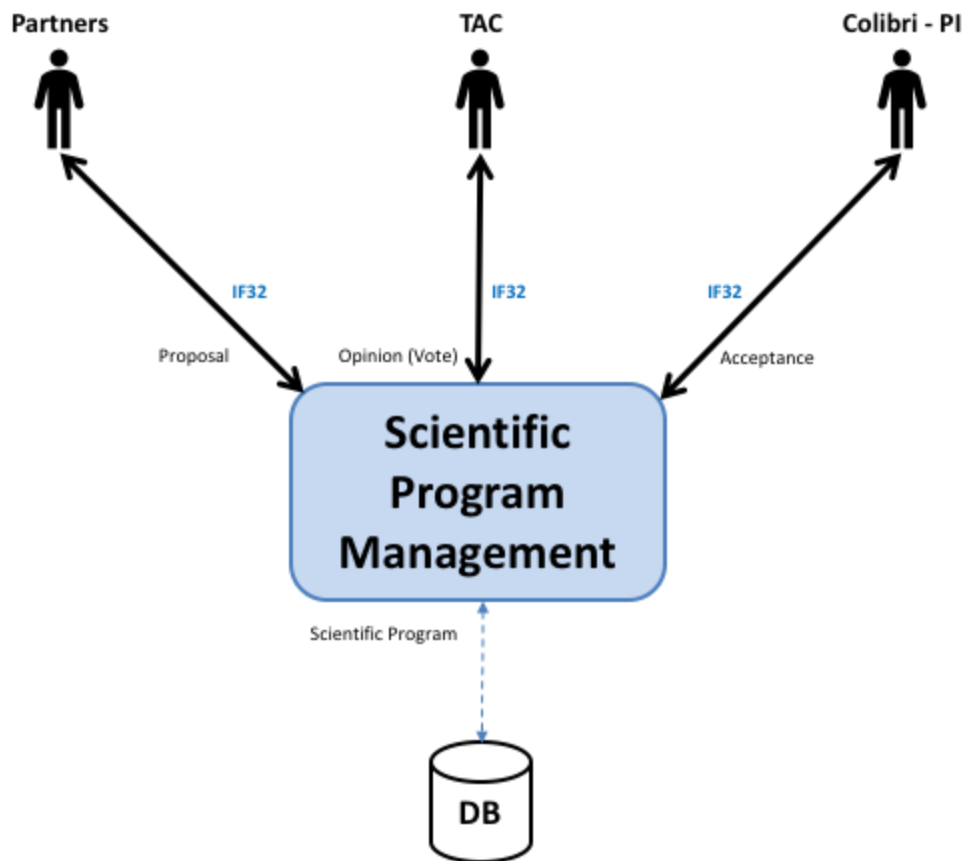 Partners
TAC
Colibri - PI
IF32
IF32
IF32
Proposal
Opinion (Vote)
Acceptance
Scientific
Program
Management
Scientific Program
DB